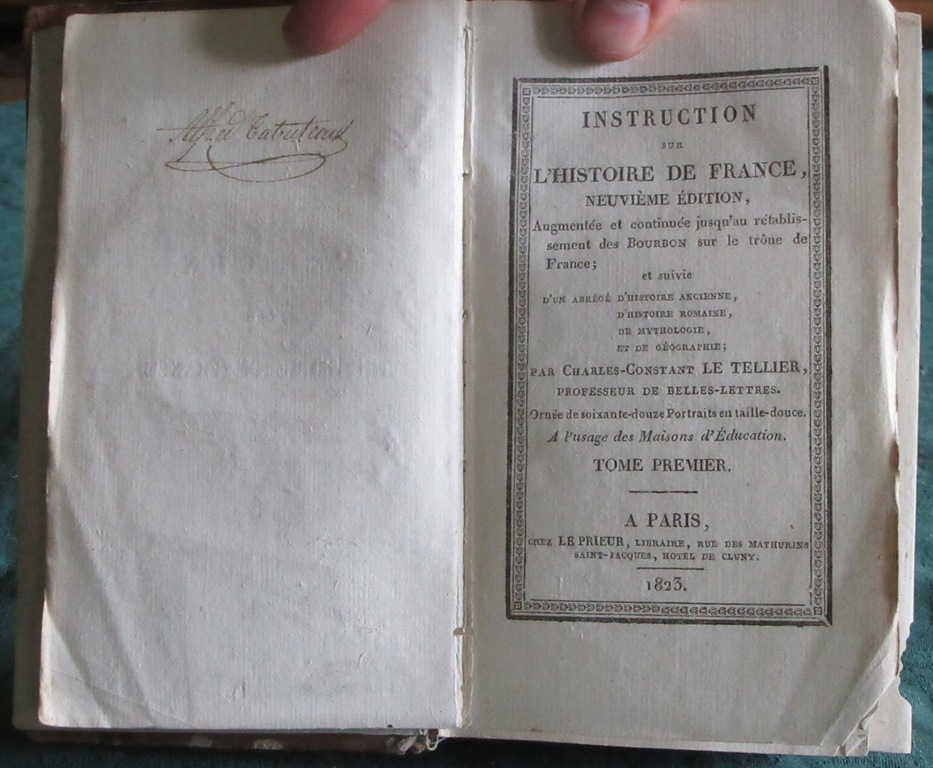 Alfred Tabuteau
INSTRUCTION
SUR
L'HISTOIRE DE FRANCE,
NEUVIÈME ÉDITION,
Augmentée et continuée jusqu'au rétablis-
sement des BOURBON sur le trône de
France;
et suivie
D'UN ABRÉGÉ D'HISTOIRE ANCIENNE,
D'HISTOIRE ROMAINE,
DE MYTHOLOGIE,
ET DE GÉOGRAPHIE;
PAR CHARLES-CONSTANT LE TELLIER,
PROFESSEUR DE BELLES-LETTRES.
Ornée de soixante-douze Portraits en taille-douce.
A l'usage des Maisons d'Éducation.
TOME PREMIER.
A PARIS,
CHEZ LE PRIEUR, LIBRAIRE, RUE DES MATHURINS
SAINT-JACQUES, HOTEL DE CLUNY.
1823.